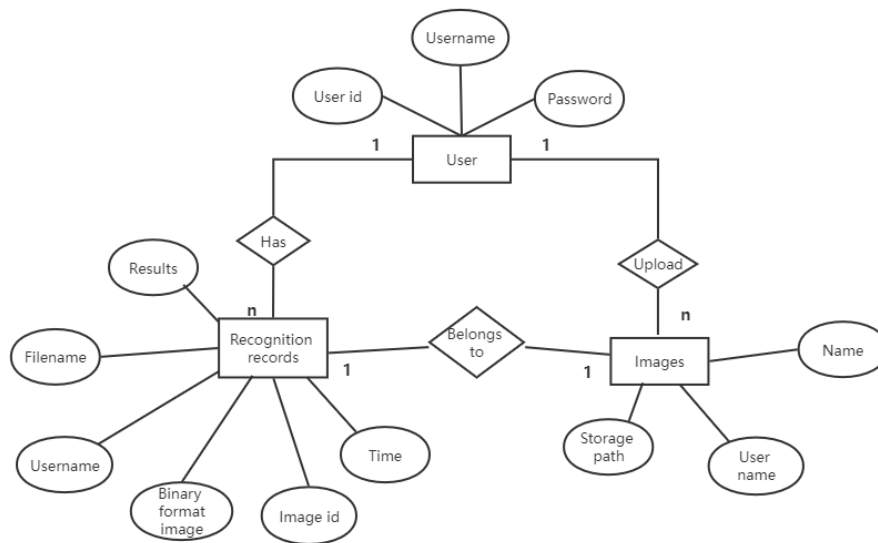 Username
User id
Password
1
User
1
Has
Upload
Results
n
n
Recognition
records
Belongs
to
Filename
1
1
Images
Name
Username
Time
Storage
path
User
name
Binary
format
image
Image id